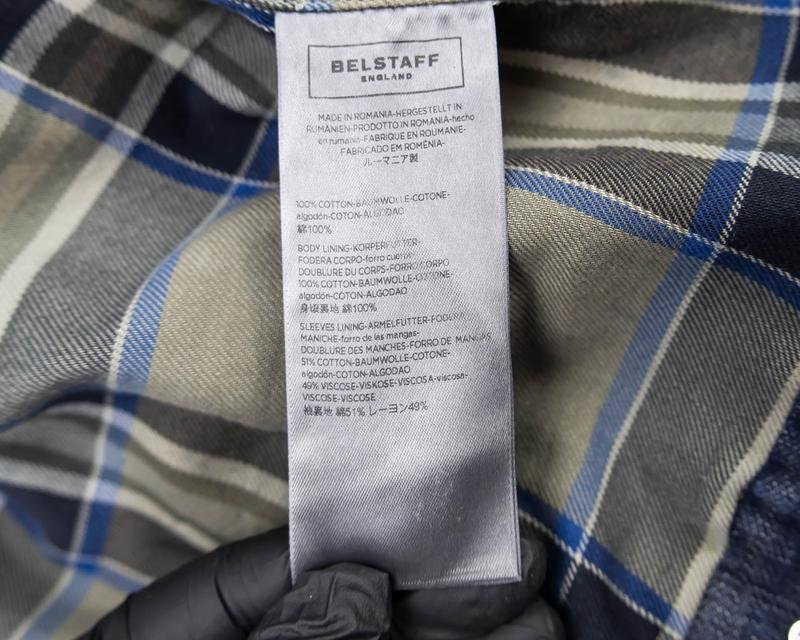 BELSTAFF
ENGLAND
MADE IN ROMANIA-HERGESTELLT IN
RUMÄNIEN-PRODOTTO IN ROMANIA-hecho
en rumania-FABRIQUE EN ROUMANIE-
FABRICADO EM ROMÉNIA-
ルーマニア製
100% COTTON-BAUMWOLLE-COTONE-
algodón-COTON-ALGODAO
綿100%
BODY LINING-KORPERFUTTER-
FODERA CORPO-forro cuerpo-
DOUBLURE DU CORPS-FORRO CORPO
100% COTTON-BAUMWOLLE-COTONE-
algodón-COTON-ALGODAO
身頃裏地 綿100%
SLEEVES LINING-ARMELFUTTER-FODERA
MANICHE-forro de las mangas-
DOUBLURE DES MANCHES-FORRO DE MANGAS
51% COTTON-BAUMWOLLE-COTONE-
algodón-COTON-ALGODAO
49% VISCOSE-VISKOSE-VISCOSA-viscosa-
VISCOSE-VISCOSE
袖裏地 綿51% レーヨン49%